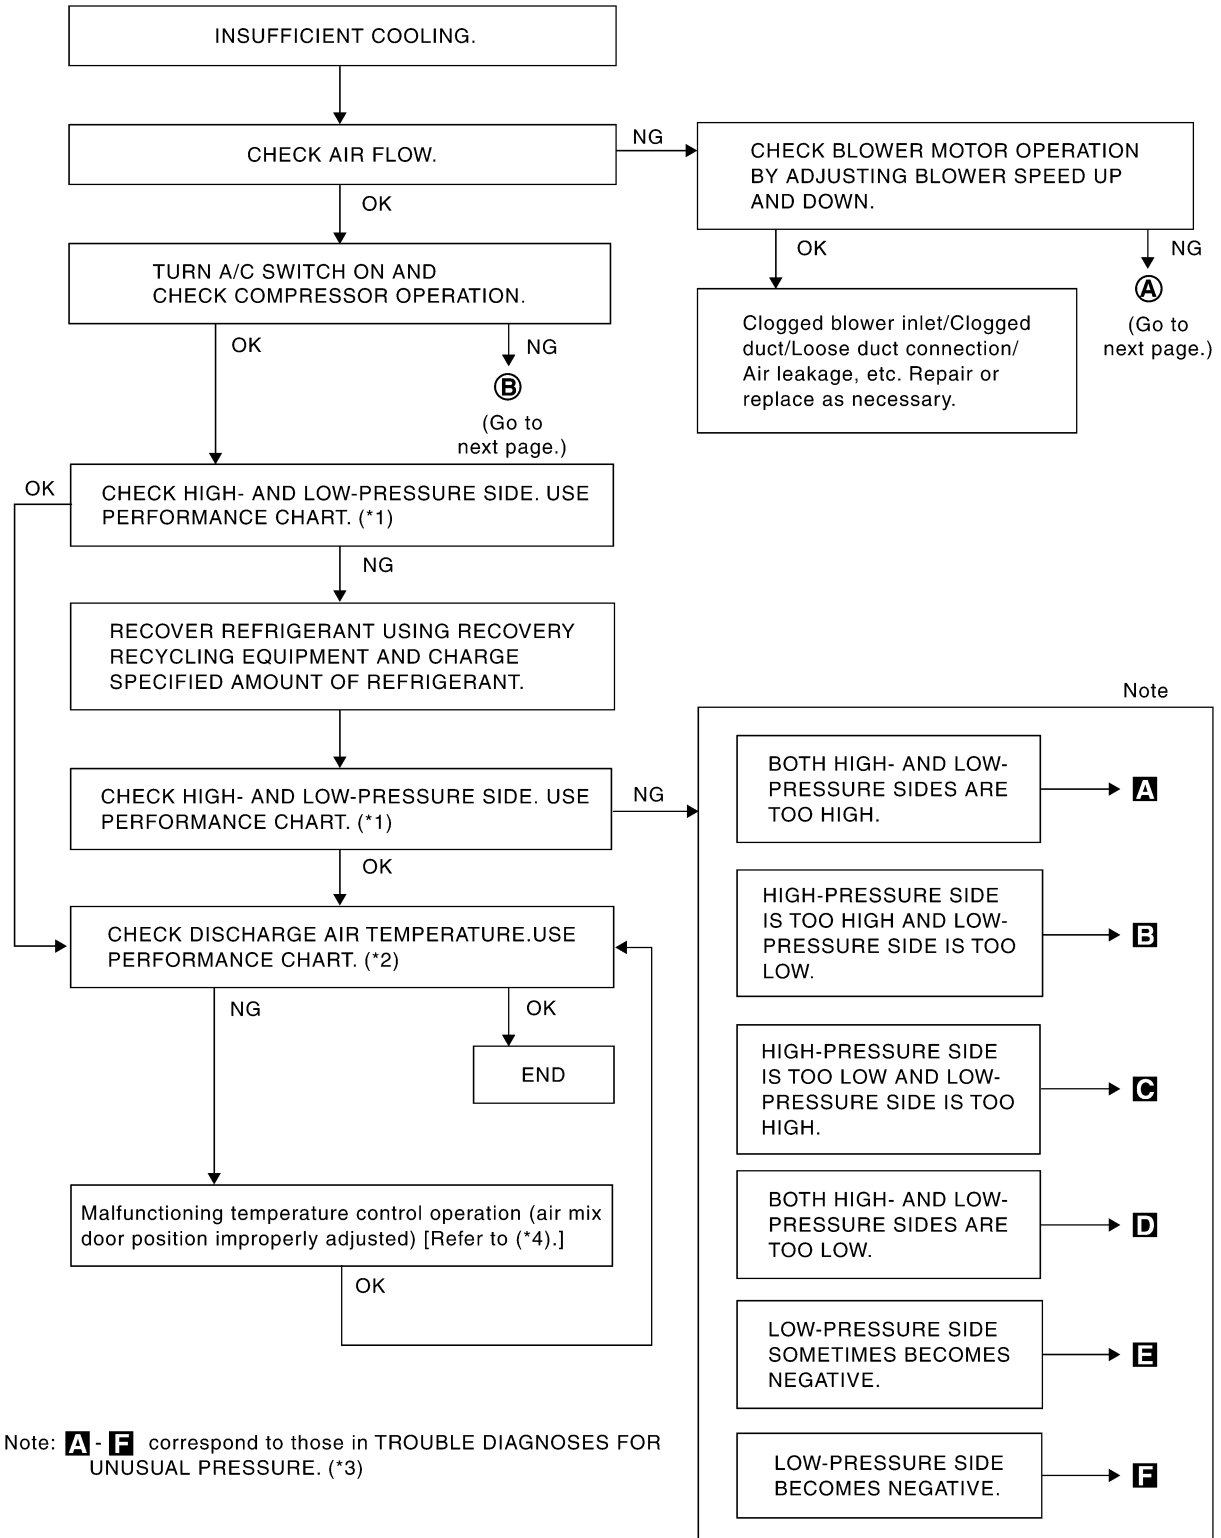 INSUFFICIENT COOLING.
CHECK AIR FLOW.
NG
CHECK BLOWER MOTOR OPERATION
BY ADJUSTING BLOWER SPEED UP
AND DOWN.
OK
OK
NG
TURN A/C SWITCH ON AND
CHECK COMPRESSOR OPERATION.
A
(Go to
next page.)
Clogged blower inlet/Clogged
duct/Loose duct connection/
Air leakage, etc. Repair or
replace as necessary.
OK
NG
B
(Go to
next page.)
OK
CHECK HIGH- AND LOW-PRESSURE SIDE. USE
PERFORMANCE CHART. (*1)
NG
RECOVER REFRIGERANT USING RECOVERY
RECYCLING EQUIPMENT AND CHARGE
SPECIFIED AMOUNT OF REFRIGERANT.
CHECK HIGH- AND LOW-PRESSURE SIDE. USE
PERFORMANCE CHART. (*1)
NG
OK
CHECK DISCHARGE AIR TEMPERATURE.USE
PERFORMANCE CHART. (*2)
NG
OK
END
Malfunctioning temperature control operation (air mix
door position improperly adjusted) [Refer to (*4).]
OK
Note
BOTH HIGH- AND LOW-
PRESSURE SIDES ARE
TOO HIGH.
A
HIGH-PRESSURE SIDE
IS TOO HIGH AND LOW-
PRESSURE SIDE IS TOO
LOW.
B
HIGH-PRESSURE SIDE
IS TOO LOW AND LOW-
PRESSURE SIDE IS TOO
HIGH.
C
BOTH HIGH- AND LOW-
PRESSURE SIDES ARE
TOO LOW.
D
LOW-PRESSURE SIDE
SOMETIMES BECOMES
NEGATIVE.
E
LOW-PRESSURE SIDE
BECOMES NEGATIVE.
F
Note: A - F correspond to those in TROUBLE DIAGNOSES FOR
UNUSUAL PRESSURE. (*3)